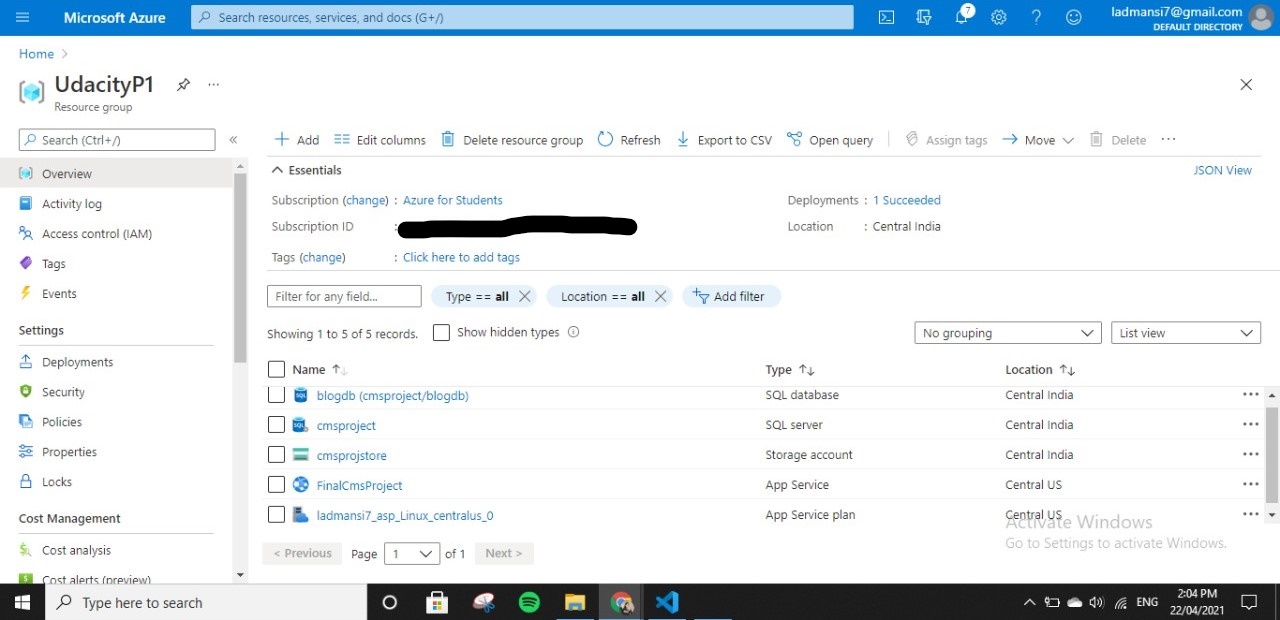 Microsoft Azure
Search resources, services, and docs (G+/)
7
ladmansi7@gmail.com
DEFAULT DIRECTORY
Home >
UdacityP1
Resource group
Search (Ctrl+/)
Add
Edit columns
Delete resource group
Refresh
Export to CSV
Open query
Assign tags
Move
Delete
Overview
Activity log
Access control (IAM)
Tags
Events
Settings
Deployments
Security
Policies
Properties
Locks
Cost Management
Cost analysis
Cost alerts (preview)
Essentials
JSON View
Subscription (change) : Azure for Students
Deployments : 1 Succeeded
Subscription ID :
Location : Central India
Tags (change) : Click here to add tags
Filter for any field...
Type == all
Location == all
Add filter
Showing 1 to 5 of 5 records.
Show hidden types
No grouping
List view
Name Type Location
blogdb (cmsproject/blogdb) SQL database Central India
cmsproject SQL server Central India
cmsprojstore Storage account Central India
FinalCmsProject App Service Central US
ladmansi7_asp_Linux_centralus_0 App Service plan Central US
Activate Windows
Go to Settings to activate Windows.
< Previous Page 1 of 1 Next >
Type here to search
ENG
2:04 PM
22/04/2021